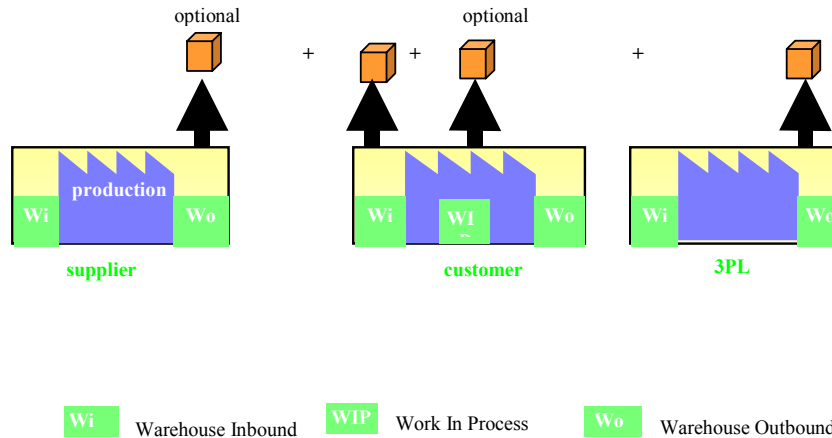 optional
optional
+ + +
production
Wi
Wo
Wi
WI
Wo
Wi
Wo
supplier
customer
3PL
Wi Warehouse Inbound
WIP Work In Process
Wo Warehouse Outbound